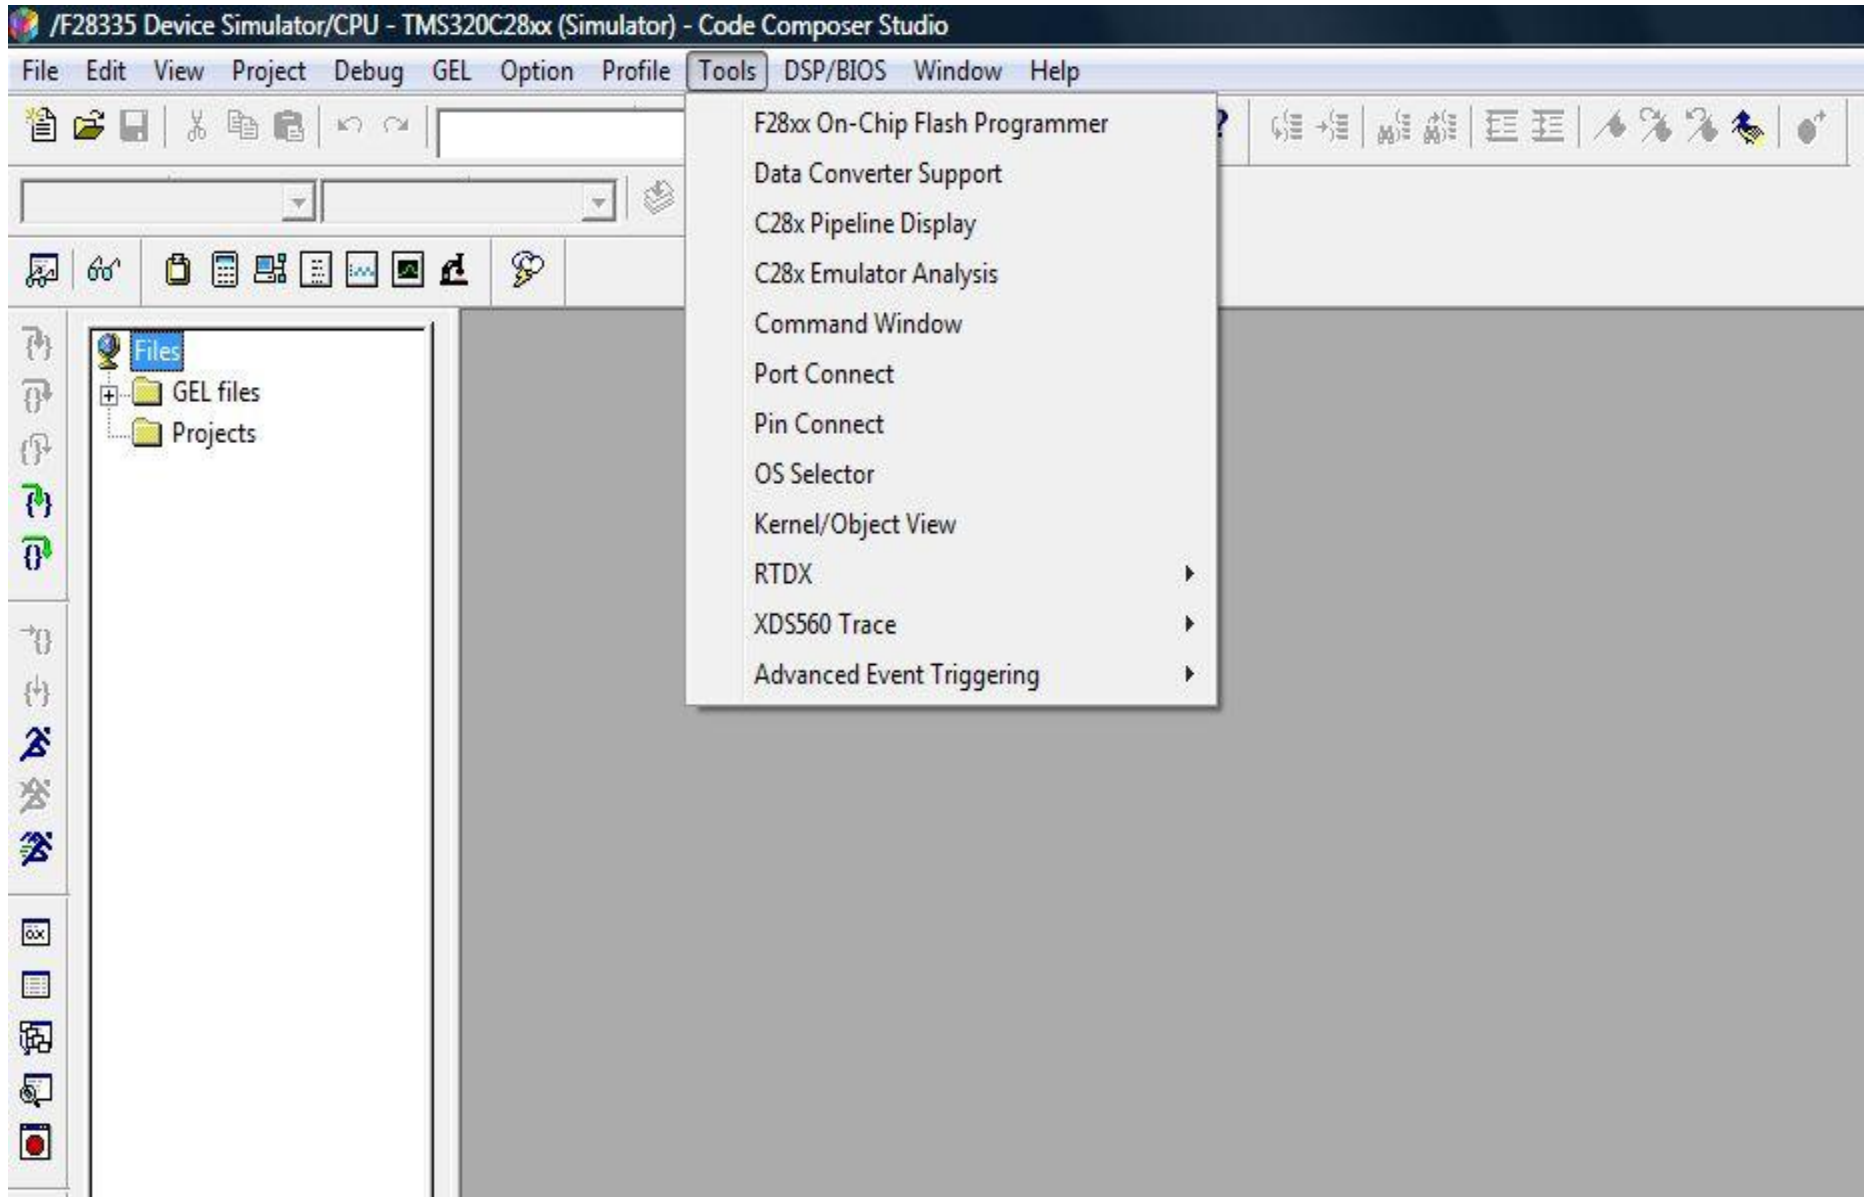 /F28335 Device Simulator/CPU - TMS320C28xx (Simulator) - Code Composer Studio
File Edit View Project Debug GEL Option Profile Tools DSP/BIOS Window Help
F28xx On-Chip Flash Programmer
Data Converter Support
C28x Pipeline Display
C28x Emulator Analysis
Command Window
Port Connect
Pin Connect
OS Selector
Kernel/Object View
RTDX
XDS560 Trace
Advanced Event Triggering
Files
GEL files
Projects